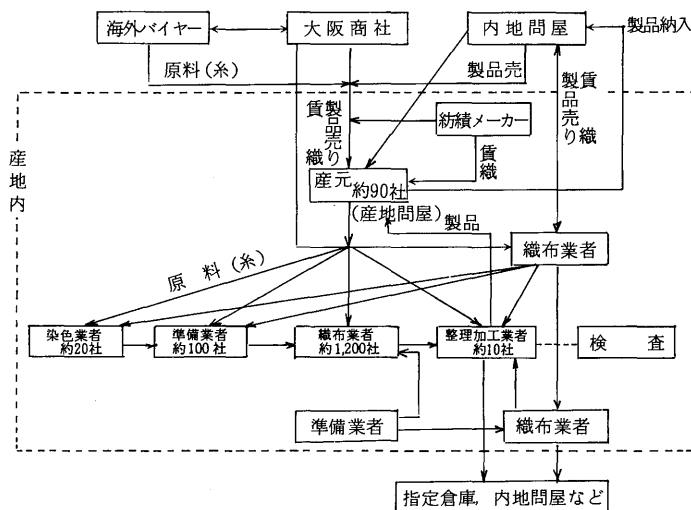 海外バイヤー
大阪商社
内地問屋
製品納入
原料(糸)
製品売
賃織
製品売り
賃織
製品売り
紡績メーカー
賃織
産地内
産元 約90社
(産地問屋)
製品
織布業者
原料(糸)
染色業者
約20社
準備業者
約100社
織布業者
約1,200社
整理加工業者
約10社
検査
準備業者
織布業者
指定倉庫,内地問屋など